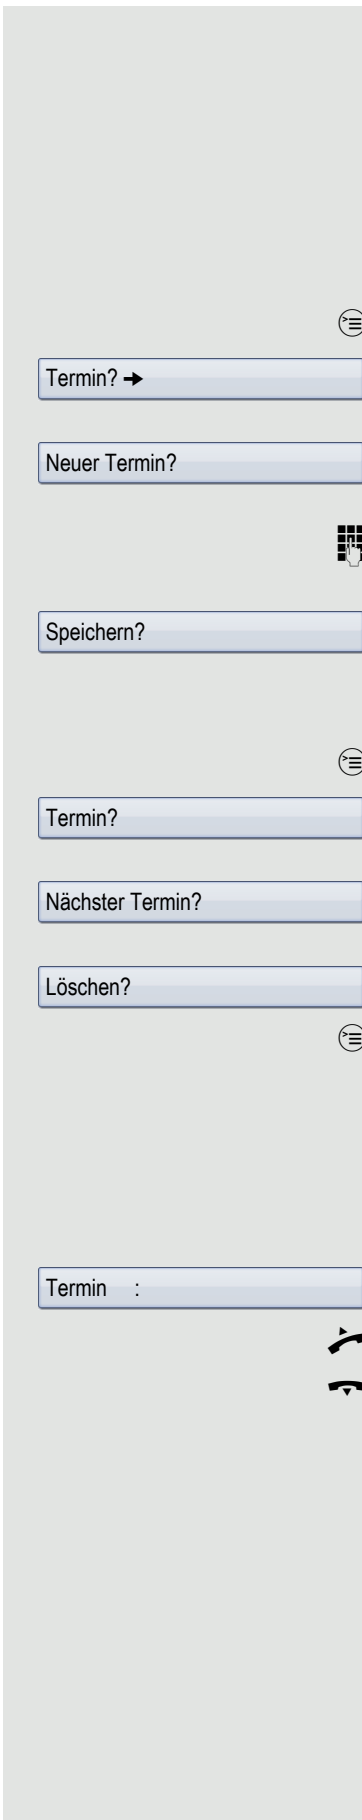 Termin? →
Neuer Termin?
Speichern?
Termin?
Nächster Termin?
Löschen?
Termin :